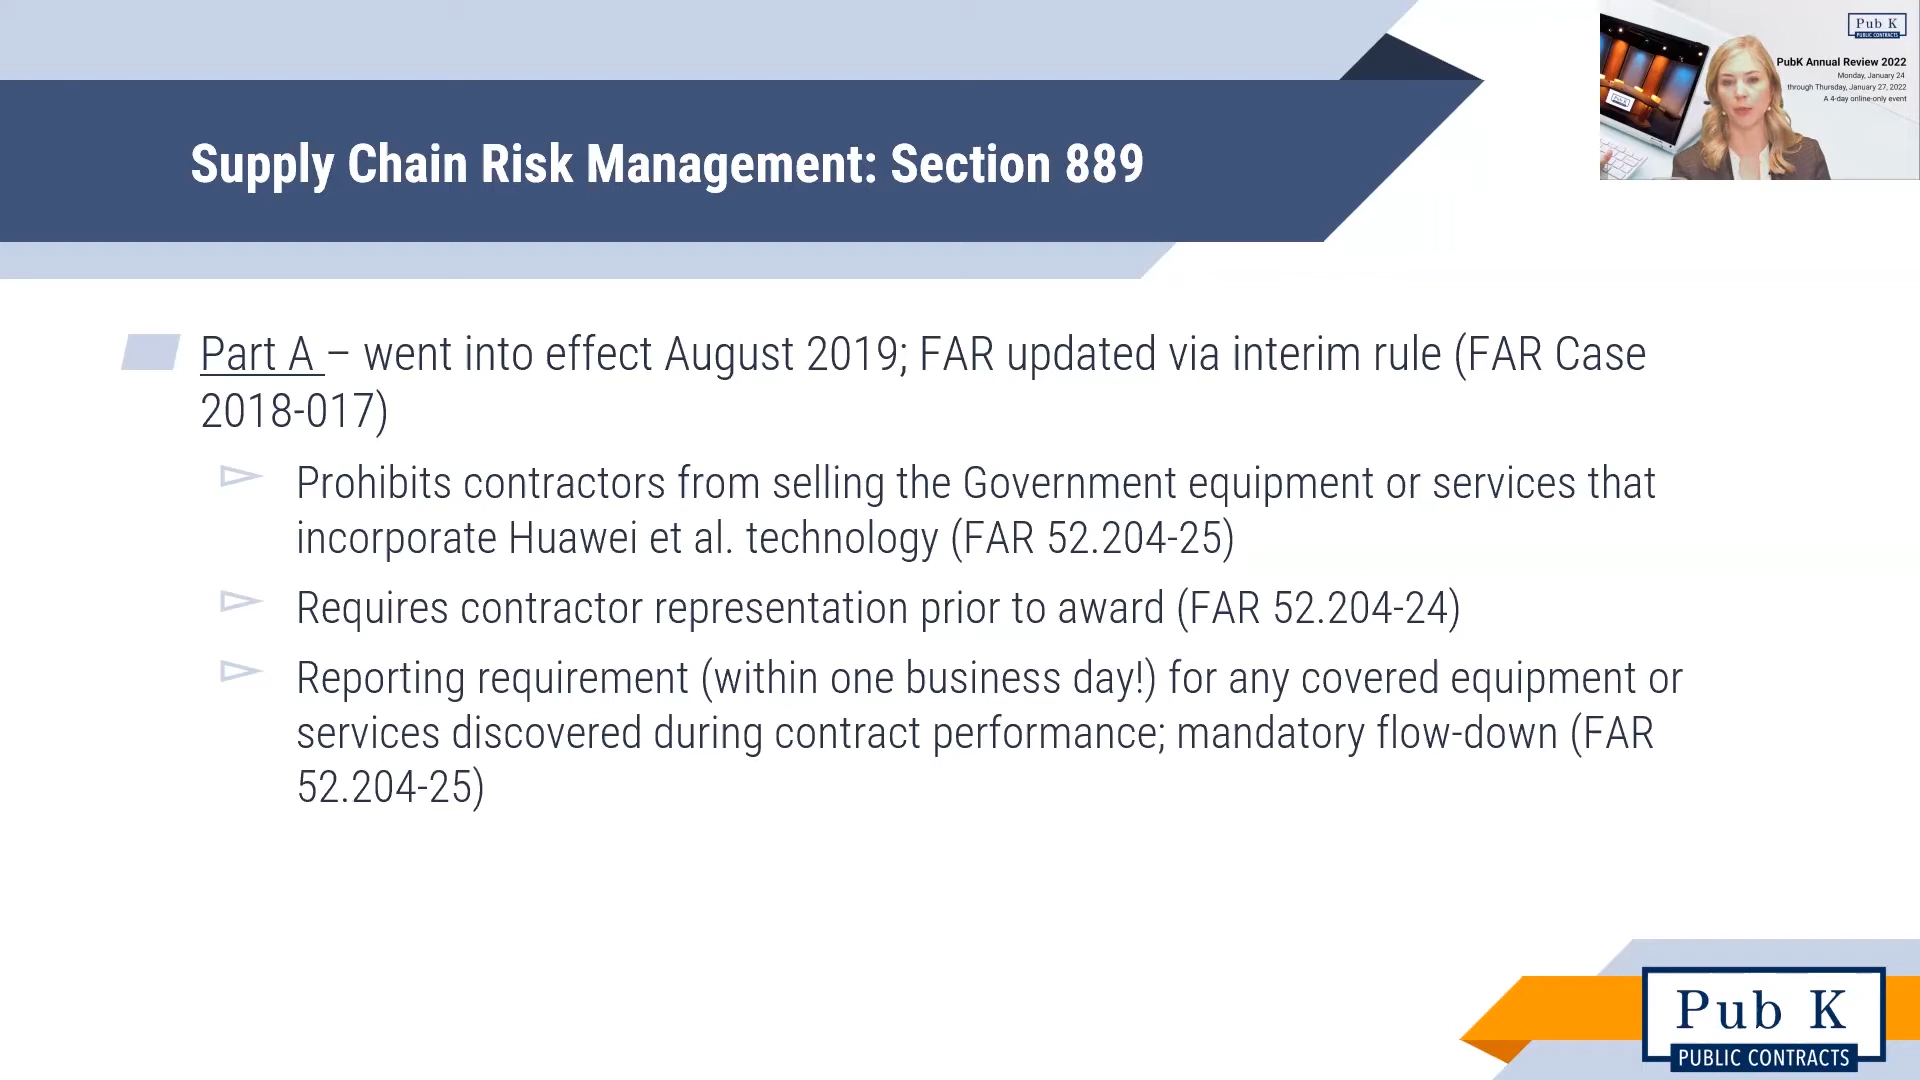 Pub K
PUBLIC CONTRACTS
PubK Annual Review 2022
Monday, January 24
through Thursday, January 27, 2022
A 4-day online-only event
Supply Chain Risk Management: Section 889
Part A – went into effect August 2019; FAR updated via interim rule (FAR Case
2018-017)
Prohibits contractors from selling the Government equipment or services that
incorporate Huawei et al. technology (FAR 52.204-25)
Requires contractor representation prior to award (FAR 52.204-24)
Reporting requirement (within one business day!) for any covered equipment or
services discovered during contract performance; mandatory flow-down (FAR
52.204-25)
Pub K
PUBLIC CONTRACTS